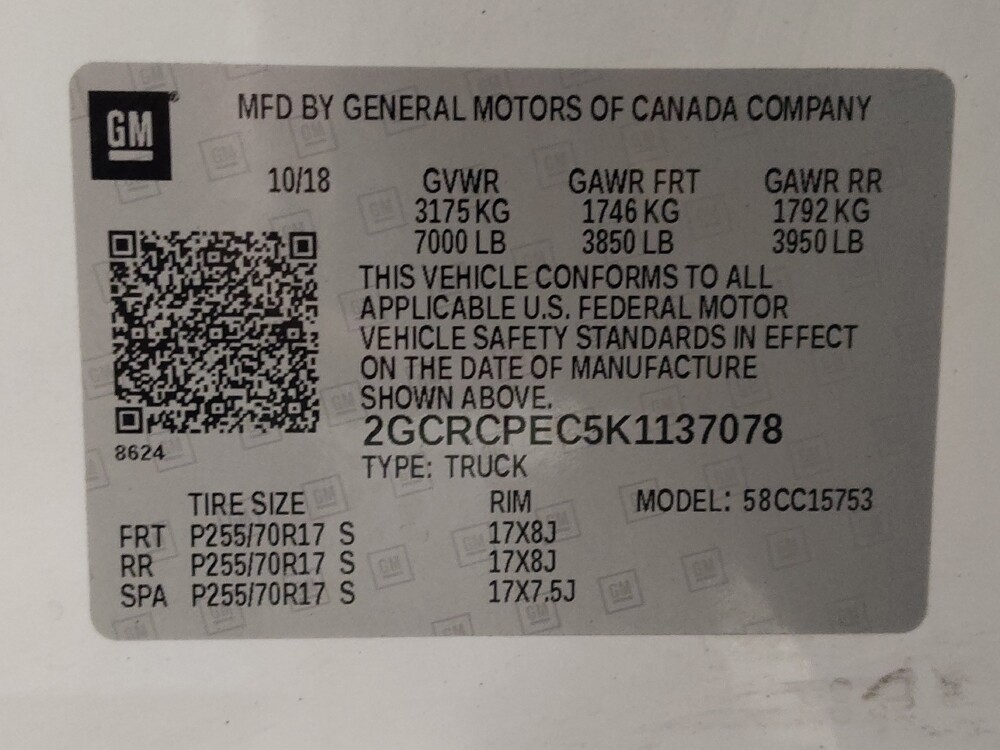 GM
MFD BY GENERAL MOTORS OF CANADA COMPANY
10/18 GVWR GAWR FRT GAWR RR
3175 KG 1746 KG 1792 KG
7000 LB 3850 LB 3950 LB
THIS VEHICLE CONFORMS TO ALL
APPLICABLE U.S. FEDERAL MOTOR
VEHICLE SAFETY STANDARDS IN EFFECT
ON THE DATE OF MANUFACTURE
SHOWN ABOVE.
2GCRCPEC5K1137078
8624
TYPE: TRUCK
TIRE SIZE RIM MODEL: 58CC15753
FRT P255/70R17 S 17X8J
RR P255/70R17 S 17X8J
SPA P255/70R17 S 17X7.5J